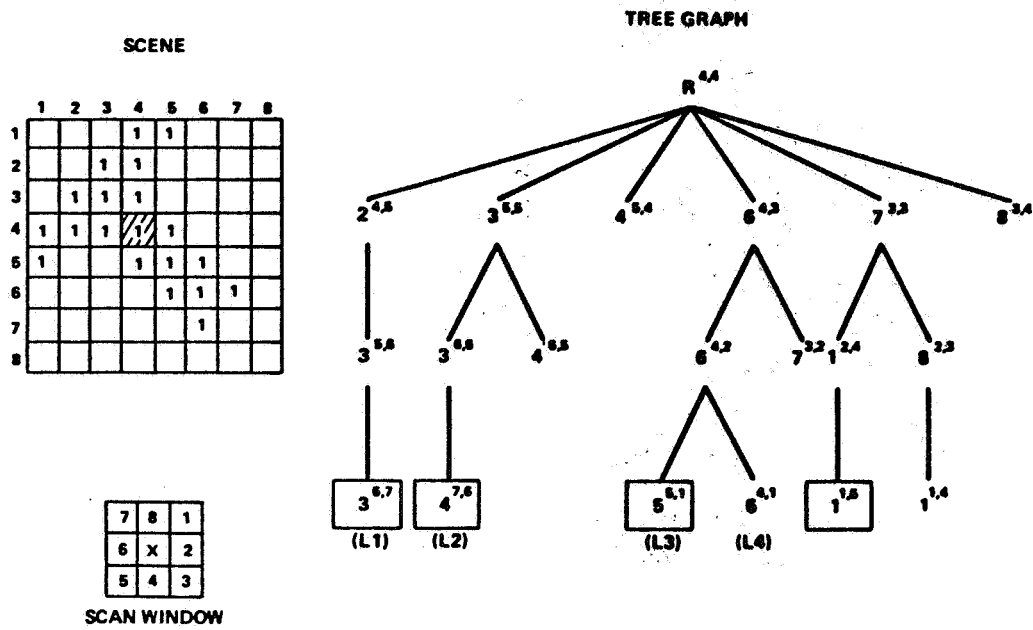 TREE GRAPH
SCENE
R 4,4
1 2 3 4 5 6 7 8
1 1 1
2 1 1
3 1 1 1
4 1 1 1 1 1
5 1 1 1 1
6 1 1 1
7 1
8
2 4,5 3 5,5 4 5,4 6 4,3 7 3,3 8 3,4
3 5,6 3 6,6 4 6,5 6 4,2 7 3,2 1 2,4 8 2,3
3 6,7 4 7,6 5 5,1 6 4,1 1 1,5 1 1,4
(L1) (L2) (L3) (L4)
7 8 1
6 X 2
5 4 3
SCAN WINDOW